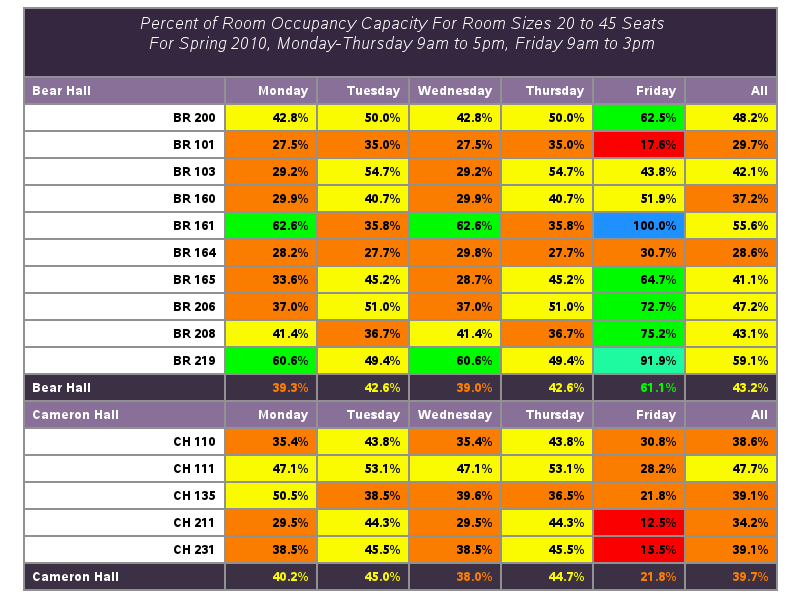 Percent of Room Occupancy Capacity For Room Sizes 20 to 45 Seats
For Spring 2010, Monday-Thursday 9am to 5pm, Friday 9am to 3pm
Bear Hall Monday Tuesday Wednesday Thursday Friday All
BR 200 42.8% 50.0% 42.8% 50.0% 62.5% 48.2%
BR 101 27.5% 35.0% 27.5% 35.0% 17.6% 29.7%
BR 103 29.2% 54.7% 29.2% 54.7% 43.8% 42.1%
BR 160 29.9% 40.7% 29.9% 40.7% 51.9% 37.2%
BR 161 62.6% 35.8% 62.6% 35.8% 100.0% 55.6%
BR 164 28.2% 27.7% 29.8% 27.7% 30.7% 28.6%
BR 165 33.6% 45.2% 28.7% 45.2% 64.7% 41.1%
BR 206 37.0% 51.0% 37.0% 51.0% 72.7% 47.2%
BR 208 41.4% 36.7% 41.4% 36.7% 75.2% 43.1%
BR 219 60.6% 49.4% 60.6% 49.4% 91.9% 59.1%
Bear Hall 39.3% 42.6% 39.0% 42.6% 61.1% 43.2%
Cameron Hall Monday Tuesday Wednesday Thursday Friday All
CH 110 35.4% 43.8% 35.4% 43.8% 30.8% 38.6%
CH 111 47.1% 53.1% 47.1% 53.1% 28.2% 47.7%
CH 135 50.5% 38.5% 39.6% 36.5% 21.8% 39.1%
CH 211 29.5% 44.3% 29.5% 44.3% 12.5% 34.2%
CH 231 38.5% 45.5% 38.5% 45.5% 15.5% 39.1%
Cameron Hall 40.2% 45.0% 38.0% 44.7% 21.8% 39.7%